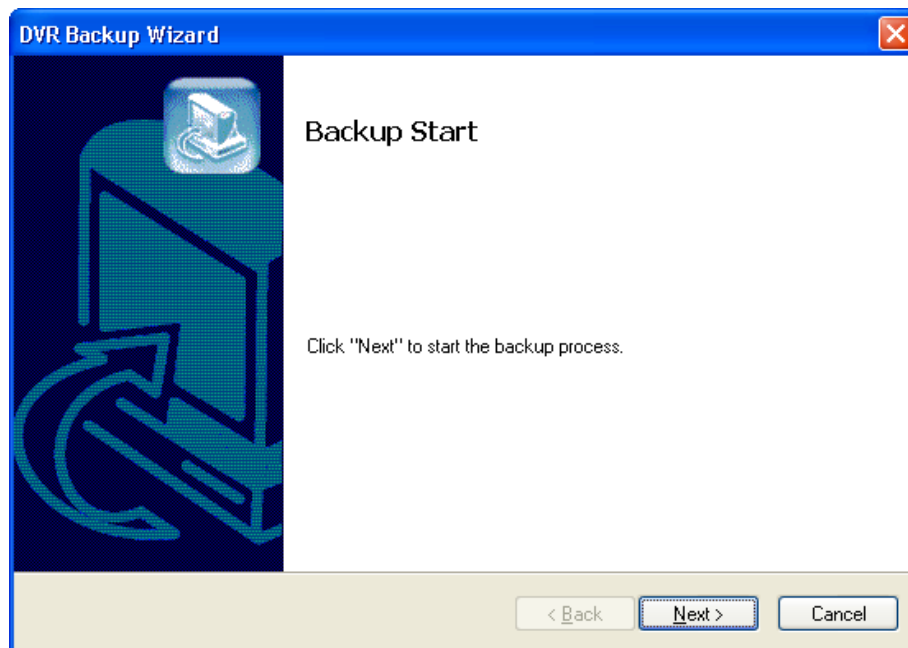 DVR Backup Wizard
Backup Start
Click "Next" to start the backup process.
< Back Next > Cancel